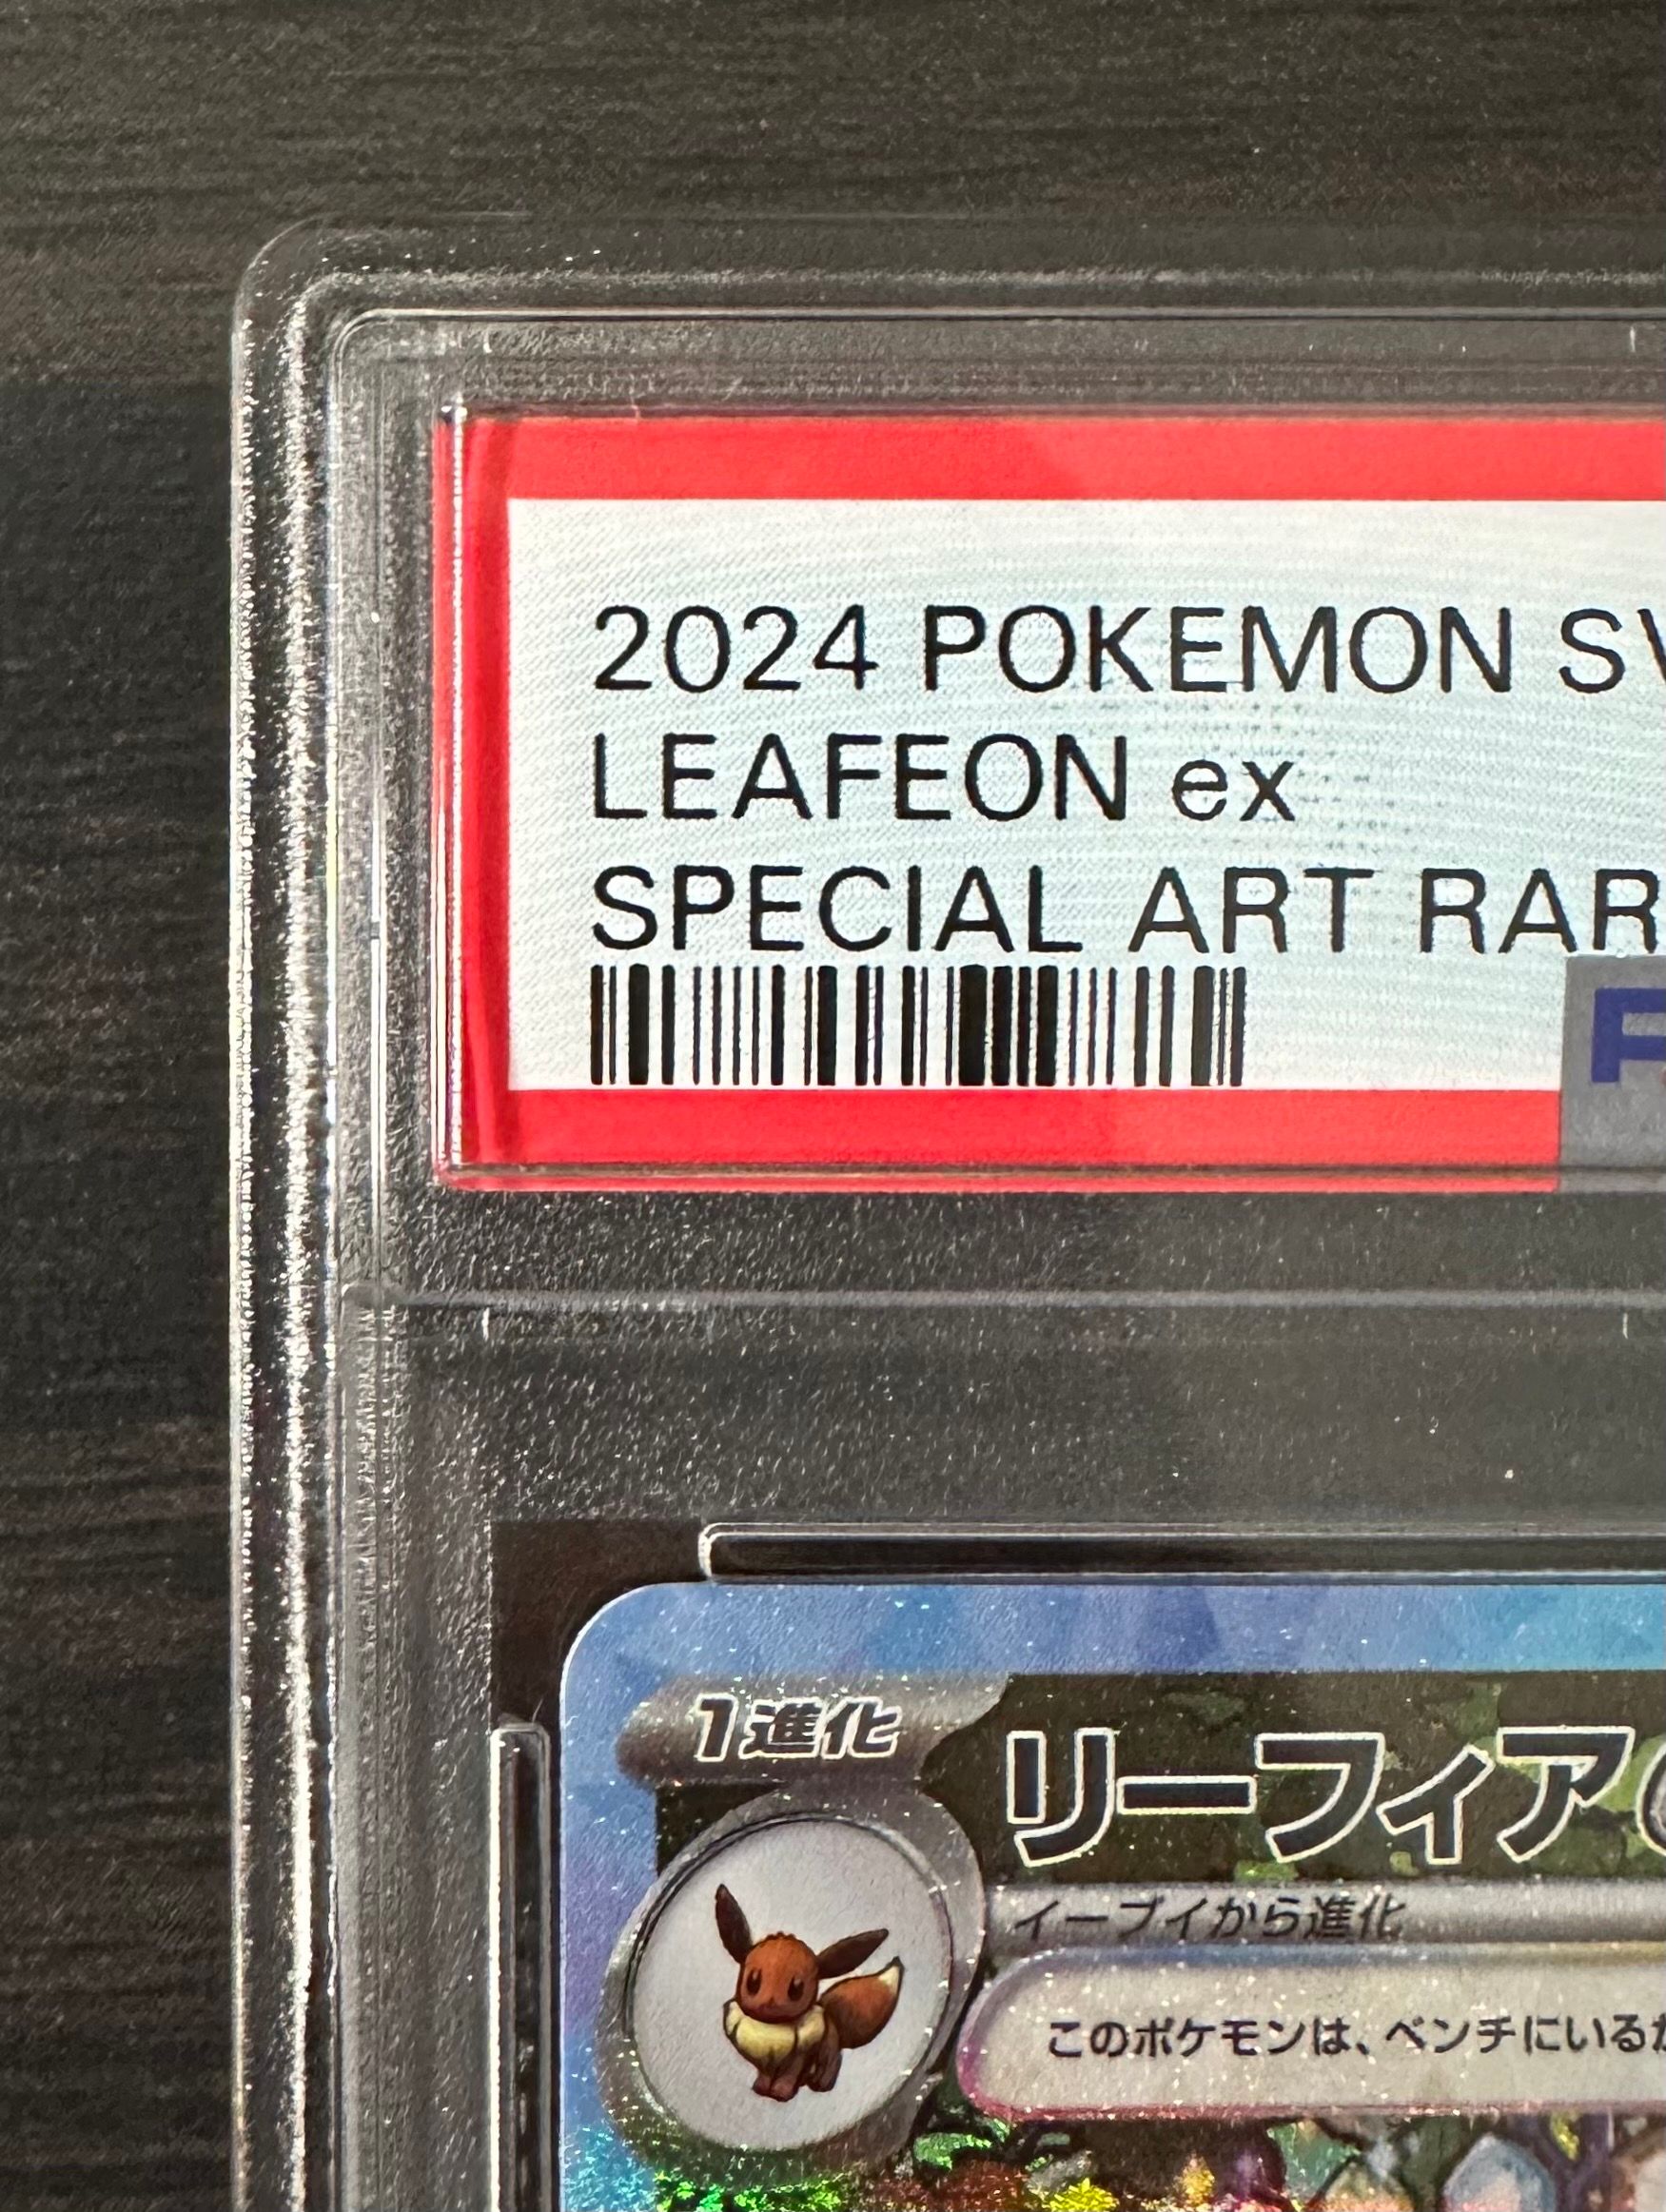 2024 POKEMON SV
LEAFEON ex
SPECIAL ART RAR
1進化
リーフィア
イーブイから進化
このポケモンは、ベンチにいる